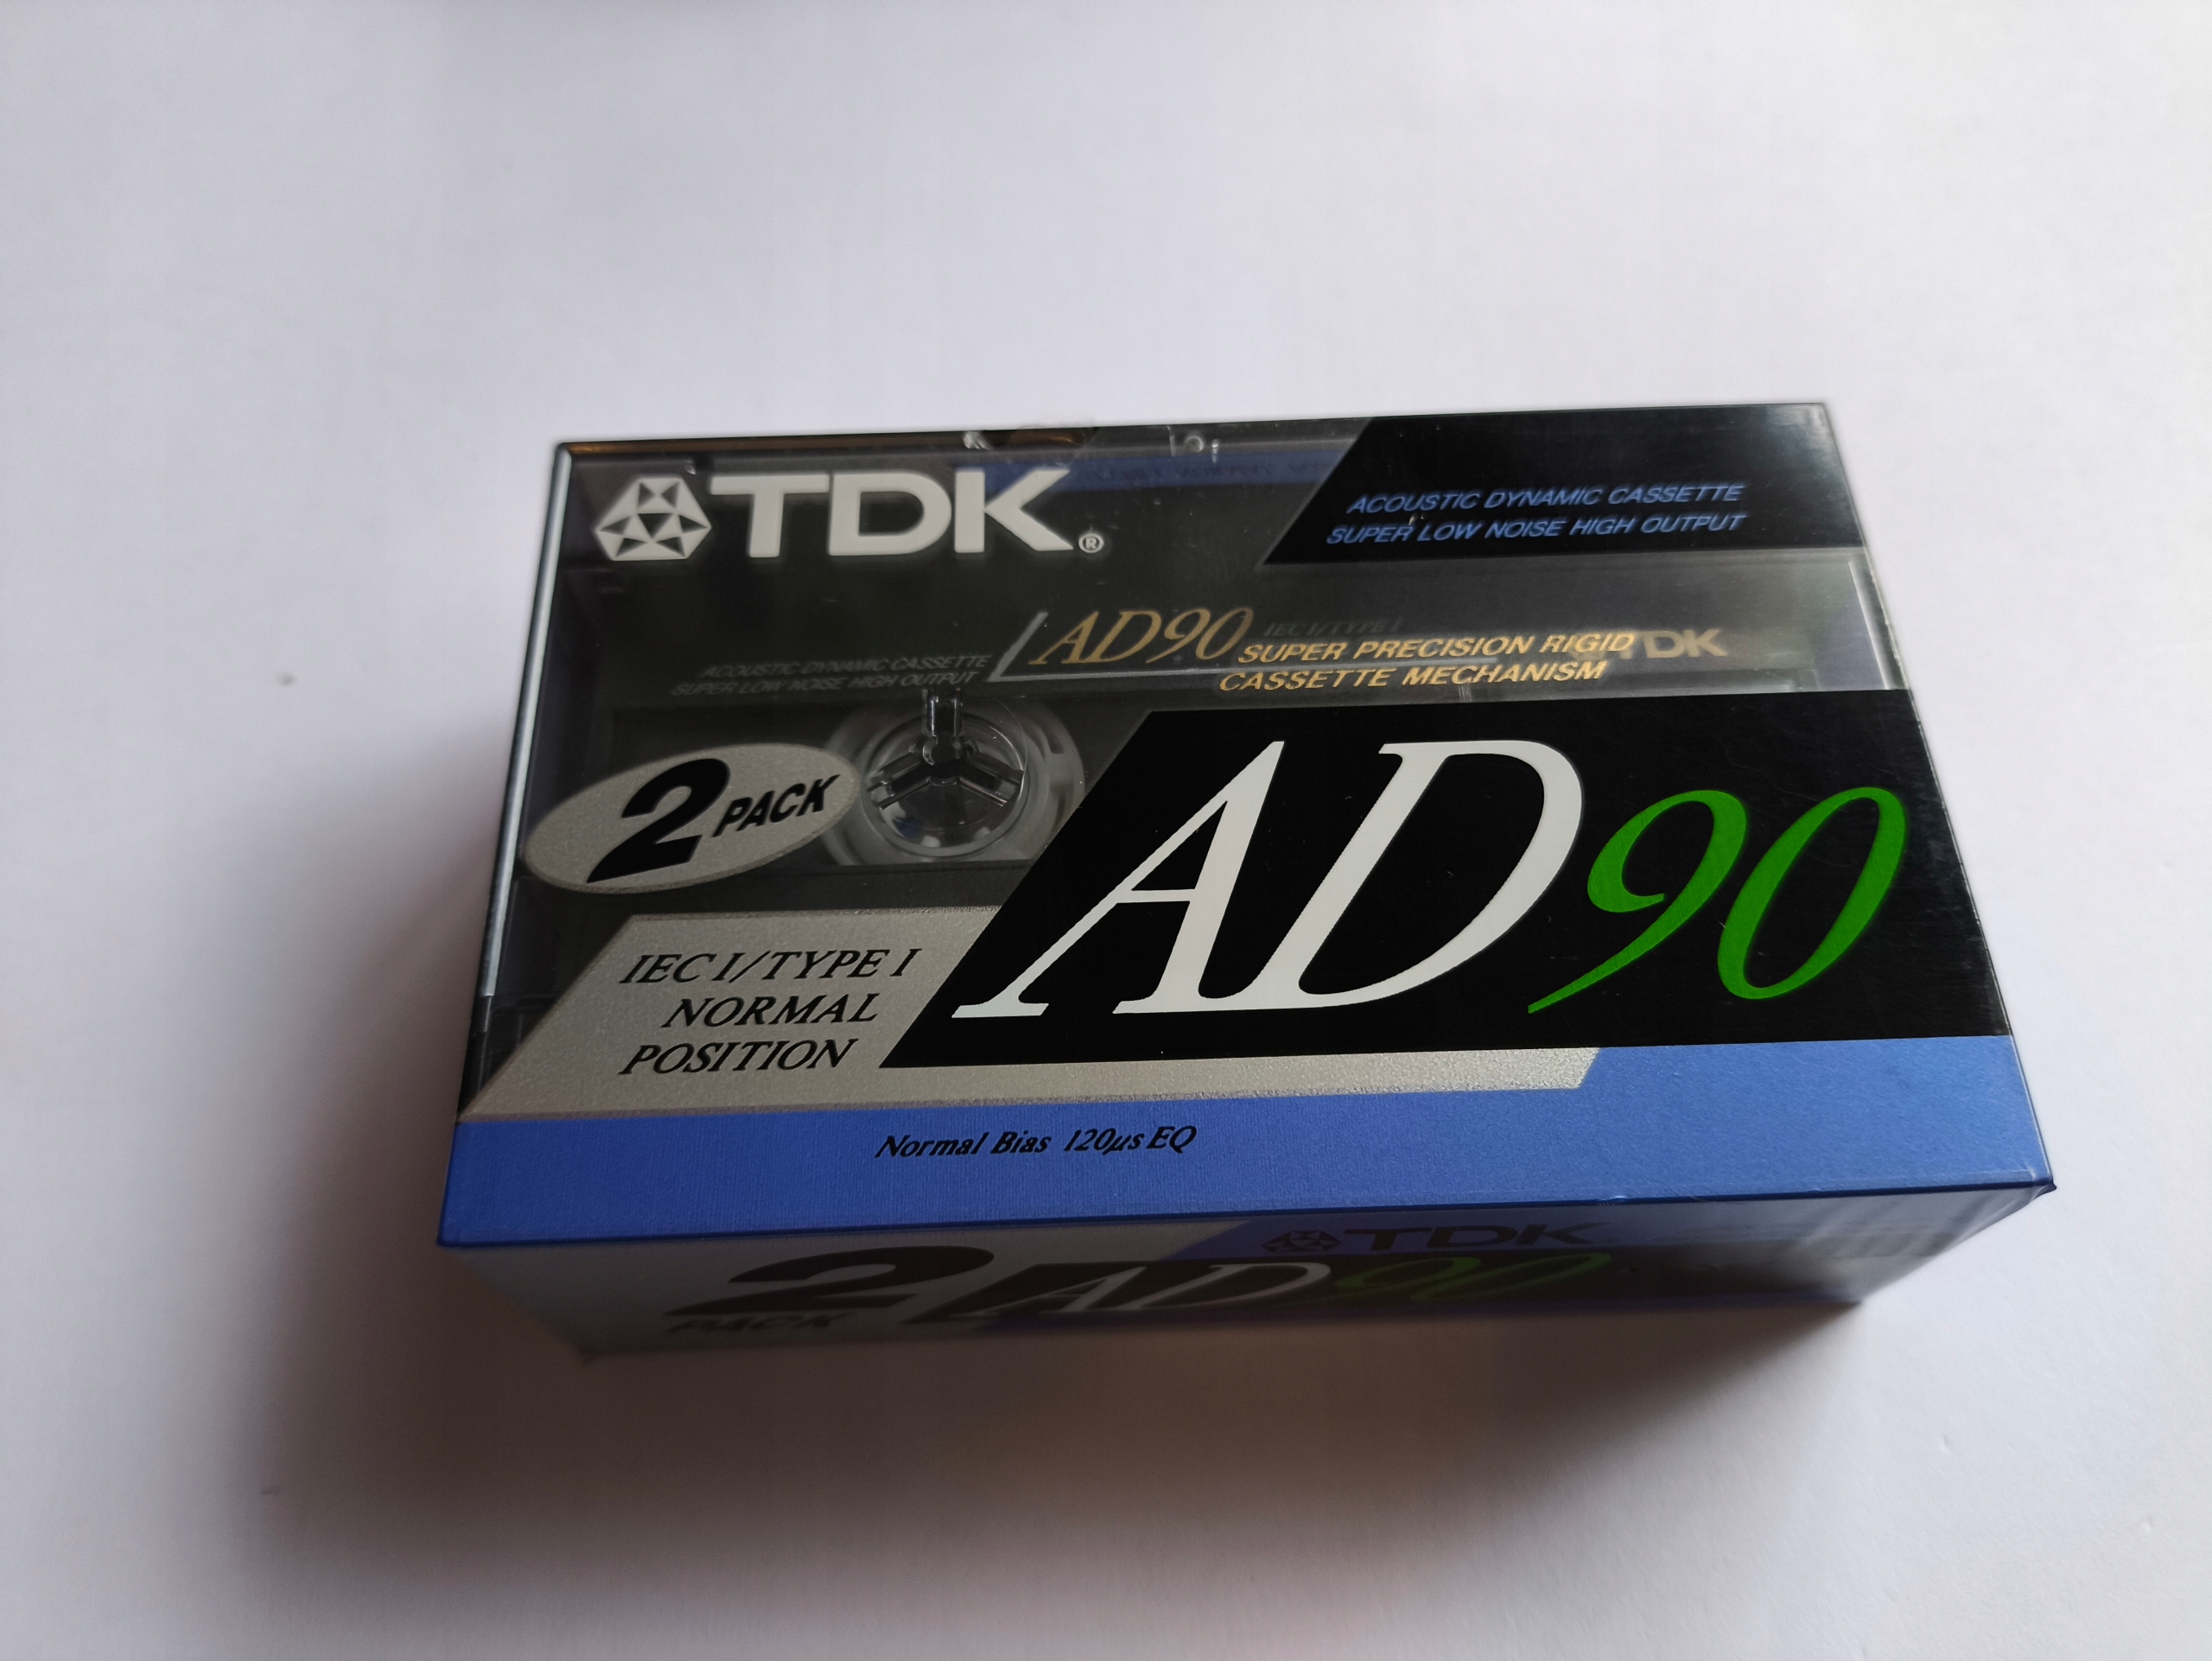 TDK®
ACOUSTIC DYNAMIC CASSETTE
SUPER LOW NOISE HIGH OUTPUT
AD90 IEC I/TYPE I
SUPER PRECISION RIGID
CASSETTE MECHANISM
TDK
ACOUSTIC DYNAMIC CASSETTE
SUPER LOW NOISE HIGH OUTPUT
2 PACK
AD90
IEC I/TYPE I
NORMAL
POSITION
Normal Bias 120µs EQ
TDK
2 PACK
AD90